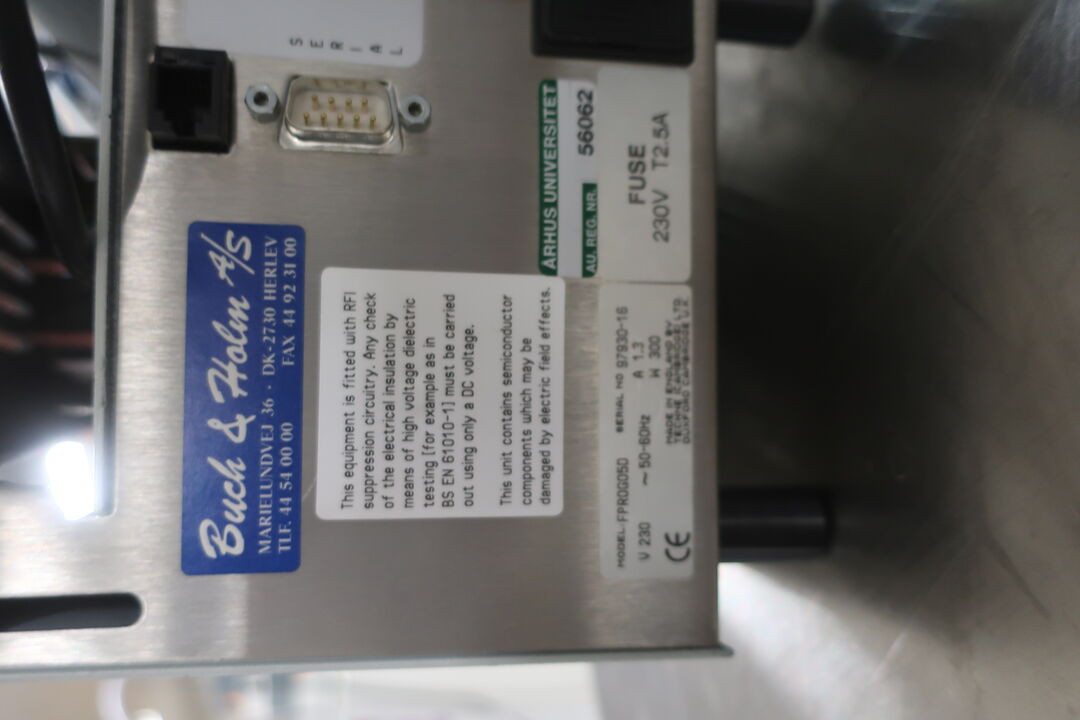 SERIAL
Buch & Holm A/S
MARIELUNDVEJ 36 · DK-2730 HERLEV
TLF. 44 54 00 00 FAX 44 92 31 00
This equipment is fitted with RFI
suppression circuitry. Any check
of the electrical insulation by
means of high voltage dielectric
testing [for example as in
BS EN 61010-1] must be carried
out using only a DC voltage.
This unit contains semiconductor
components which may be
damaged by electric field effects.
ÅRHUS UNIVERSITET
AU. REG. NR. 56062
FUSE
230V T2.5A
MODEL-FPROG05D SERIAL NO 97930-16
V 230 ~50-60Hz A 1.3
W 300
CE
MADE IN ENGLAND BY
TECHNE (CAMBRIDGE) LTD
DUXFORD CAMBRIDGE U.K